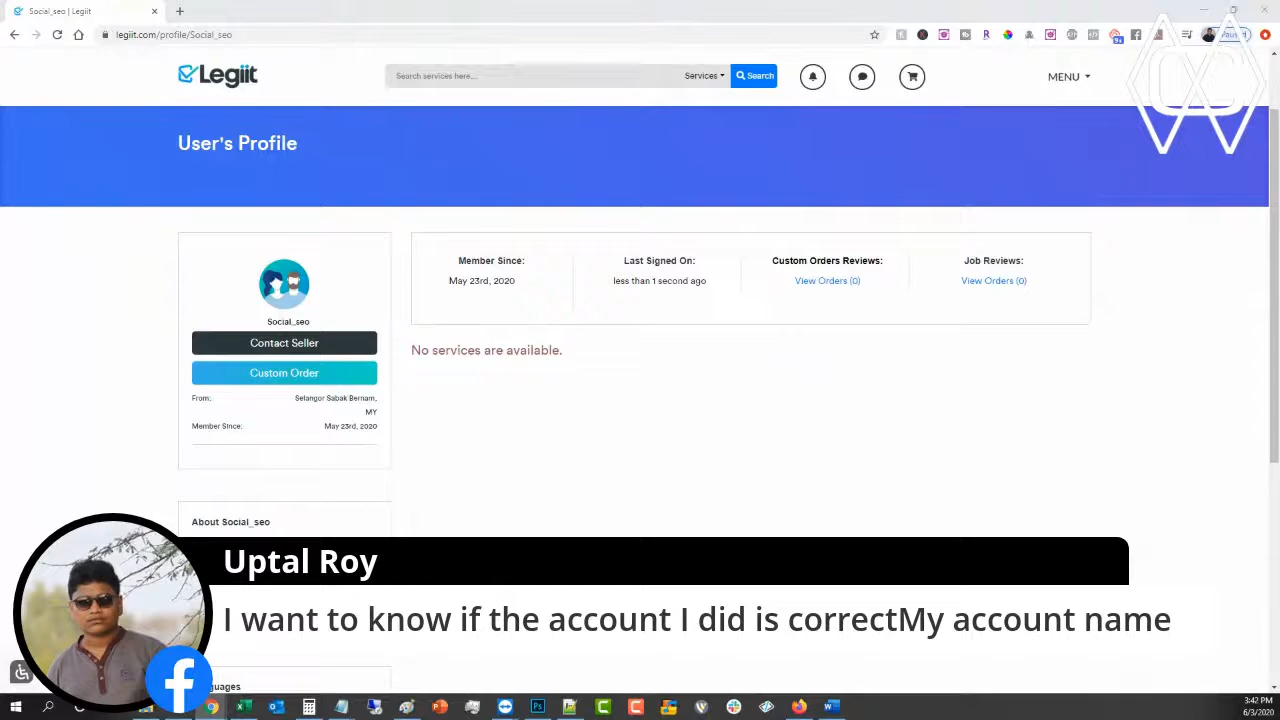 Social_seo | Legiit
legiit.com/profile/Social_seo
Paused
9+
Legiit
Search services here...
Services
Search
MENU
User's Profile
Social_seo
Contact Seller
Custom Order
From:
Selangor Sabak Bernam,
MY
Member Since:
May 23rd, 2020
Member Since:
May 23rd, 2020
Last Signed On:
less than 1 second ago
Custom Orders Reviews:
View Orders (0)
Job Reviews:
View Orders (0)
No services are available.
About Social_seo
Uptal Roy
I want to know if the account I did is correctMy account name
uages
3:42 PM
6/3/2020